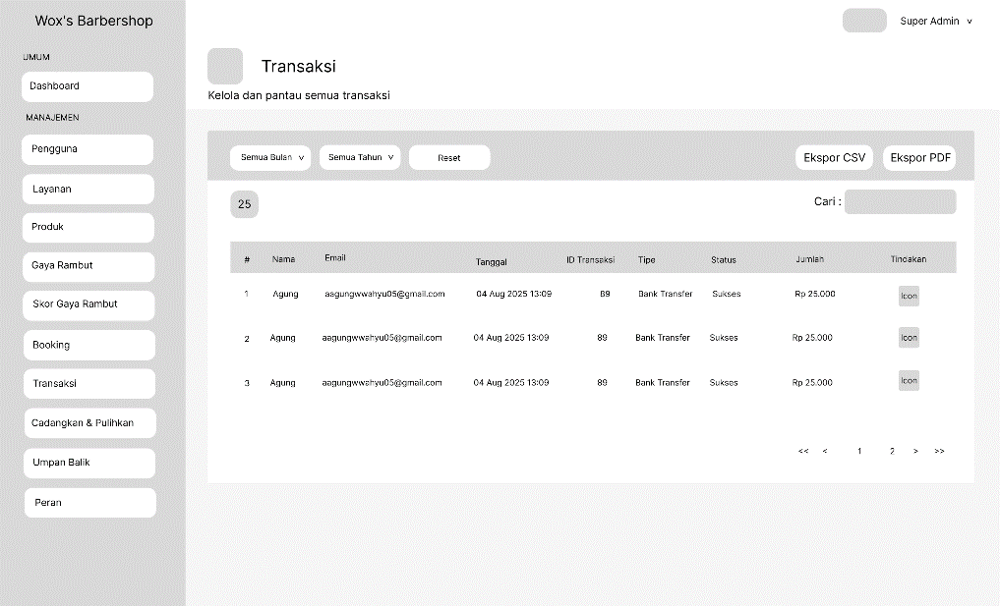 Wox's Barbershop
Super Admin v
UMUM
Dashboard
MANAJEMEN
Pengguna
Layanan
Produk
Gaya Rambut
Skor Gaya Rambut
Booking
Transaksi
Cadangkan & Pulihkan
Umpan Balik
Peran
Transaksi
Kelola dan pantau semua transaksi
Semua Bulan v Semua Tahun v Reset Ekspor CSV Ekspor PDF
25 Cari :
# Nama Email Tanggal ID Transaksi Tipe Status Jumlah Tindakan
1 Agung aagungwwahyu05@gmail.com 04 Aug 2025 13:09 89 Bank Transfer Sukses Rp 25.000 Icon
2 Agung aagungwwahyu05@gmail.com 04 Aug 2025 13:09 89 Bank Transfer Sukses Rp 25.000 Icon
3 Agung aagungwwahyu05@gmail.com 04 Aug 2025 13:09 89 Bank Transfer Sukses Rp 25.000 Icon
<< < 1 2 > >>